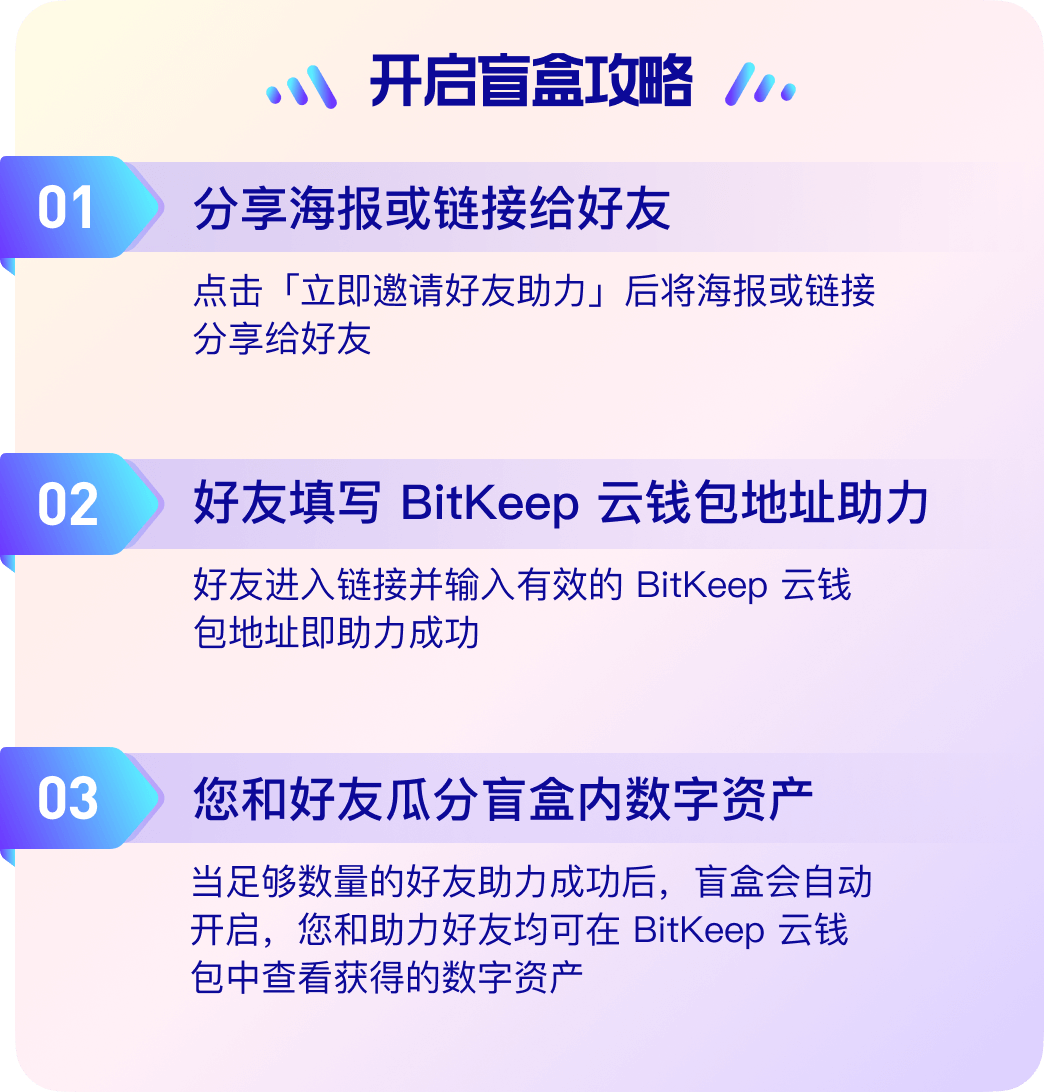 开启盲盒攻略
01
分享海报或链接给好友
点击「立即邀请好友助力」后将海报或链接
分享给好友
02
好友填写 BitKeep 云钱包地址助力
好友进入链接并输入有效的 BitKeep 云钱
包地址即助力成功
03
您和好友瓜分盲盒内数字资产
当足够数量的好友助力成功后，盲盒会自动
开启，您和助力好友均可在 BitKeep 云钱
包中查看获得的数字资产